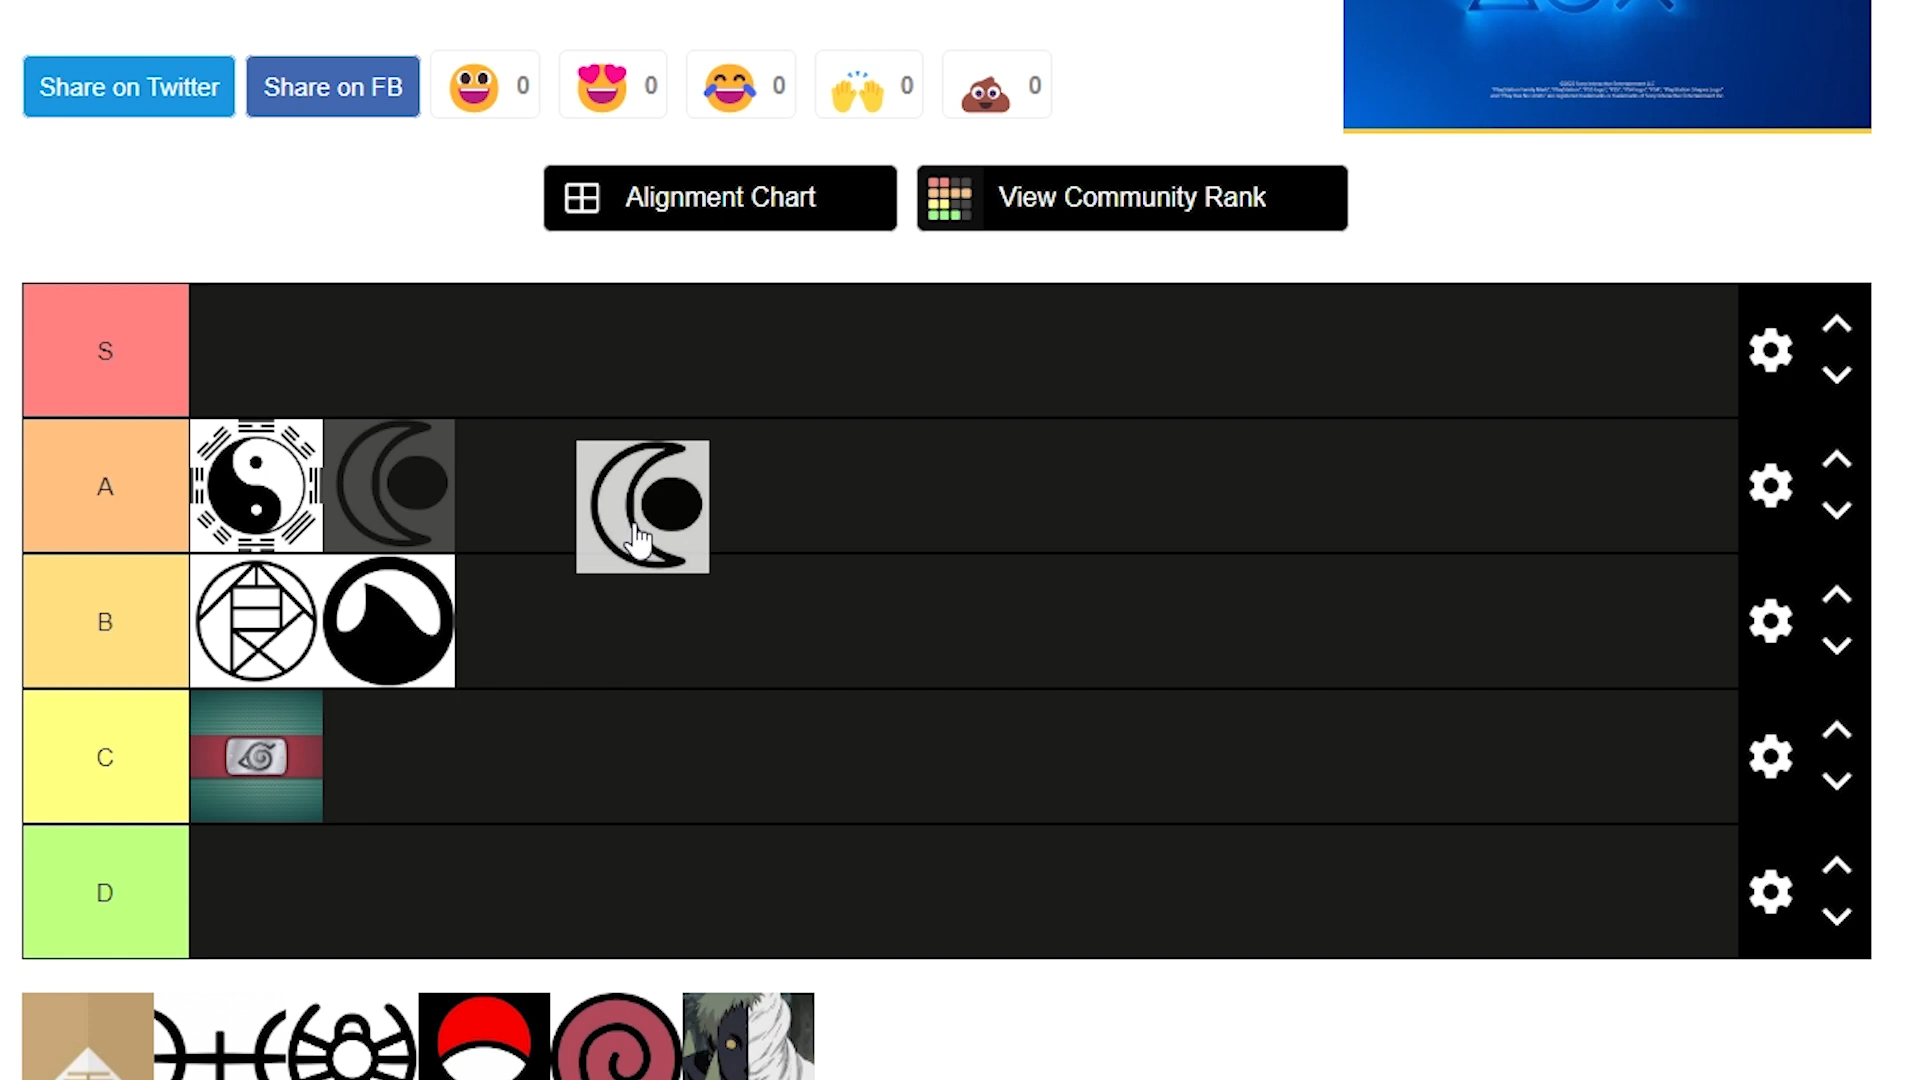 Share on Twitter
Share on FB
0
0
0
0
0
Alignment Chart
View Community Rank
S
A
B
C
D